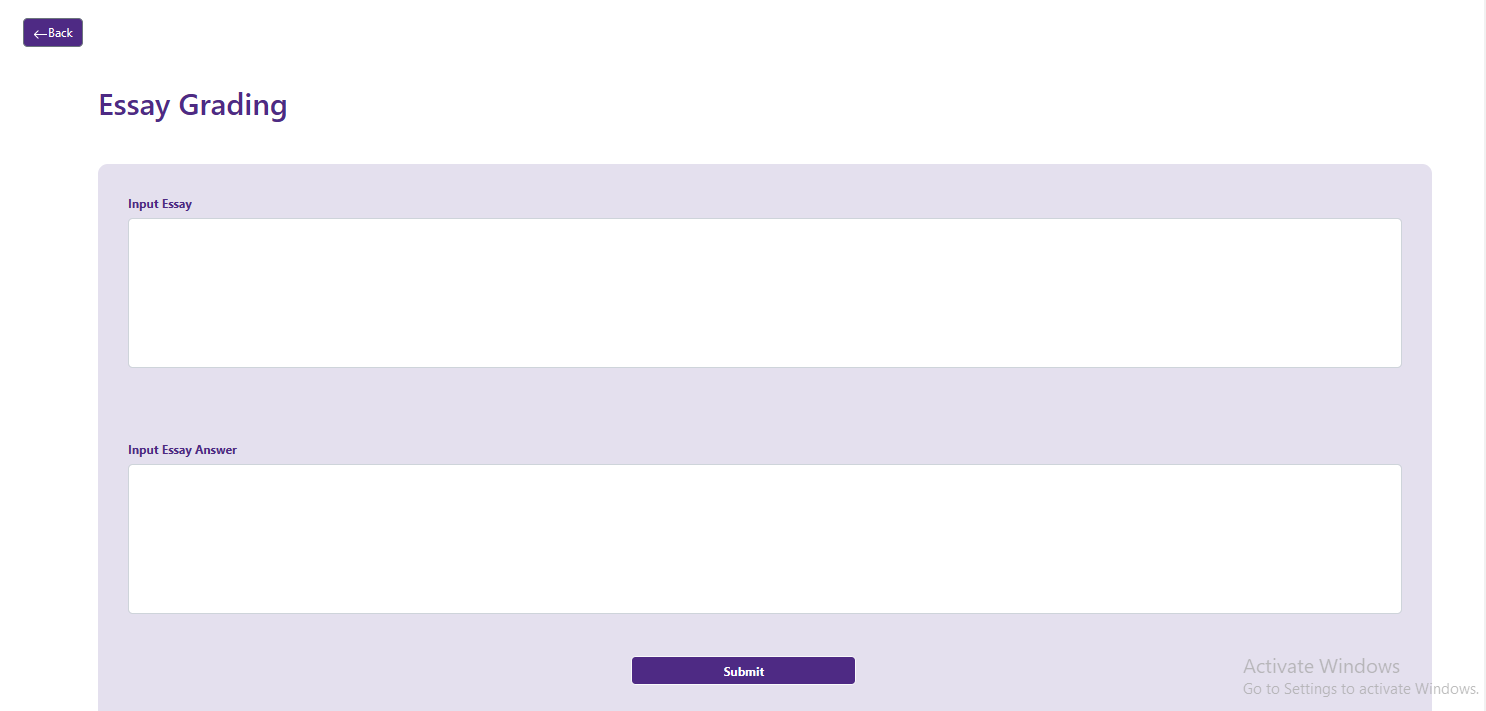 ←Back
Essay Grading
Input Essay
Input Essay Answer
Submit
Activate Windows
Go to Settings to activate Windows.